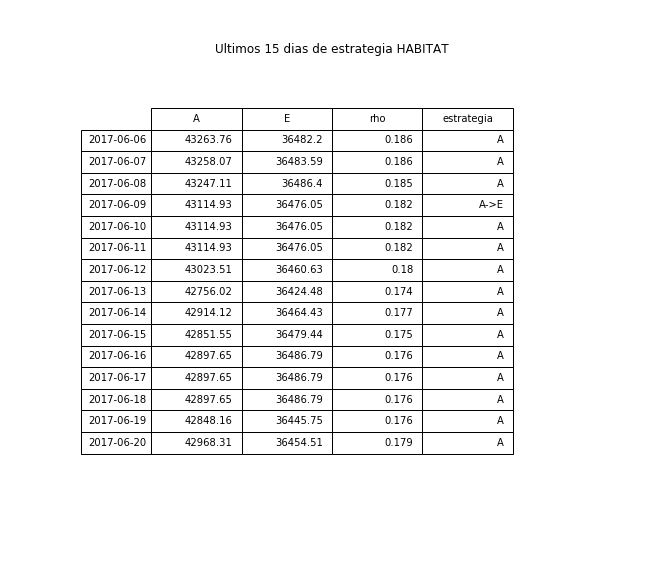 Ultimos 15 dias de estrategia HABITAT
A E rho estrategia
2017-06-06 43263.76 36482.2 0.186 A
2017-06-07 43258.07 36483.59 0.186 A
2017-06-08 43247.11 36486.4 0.185 A
2017-06-09 43114.93 36476.05 0.182 A->E
2017-06-10 43114.93 36476.05 0.182 A
2017-06-11 43114.93 36476.05 0.182 A
2017-06-12 43023.51 36460.63 0.18 A
2017-06-13 42756.02 36424.48 0.174 A
2017-06-14 42914.12 36464.43 0.177 A
2017-06-15 42851.55 36479.44 0.175 A
2017-06-16 42897.65 36486.79 0.176 A
2017-06-17 42897.65 36486.79 0.176 A
2017-06-18 42897.65 36486.79 0.176 A
2017-06-19 42848.16 36445.75 0.176 A
2017-06-20 42968.31 36454.51 0.179 A